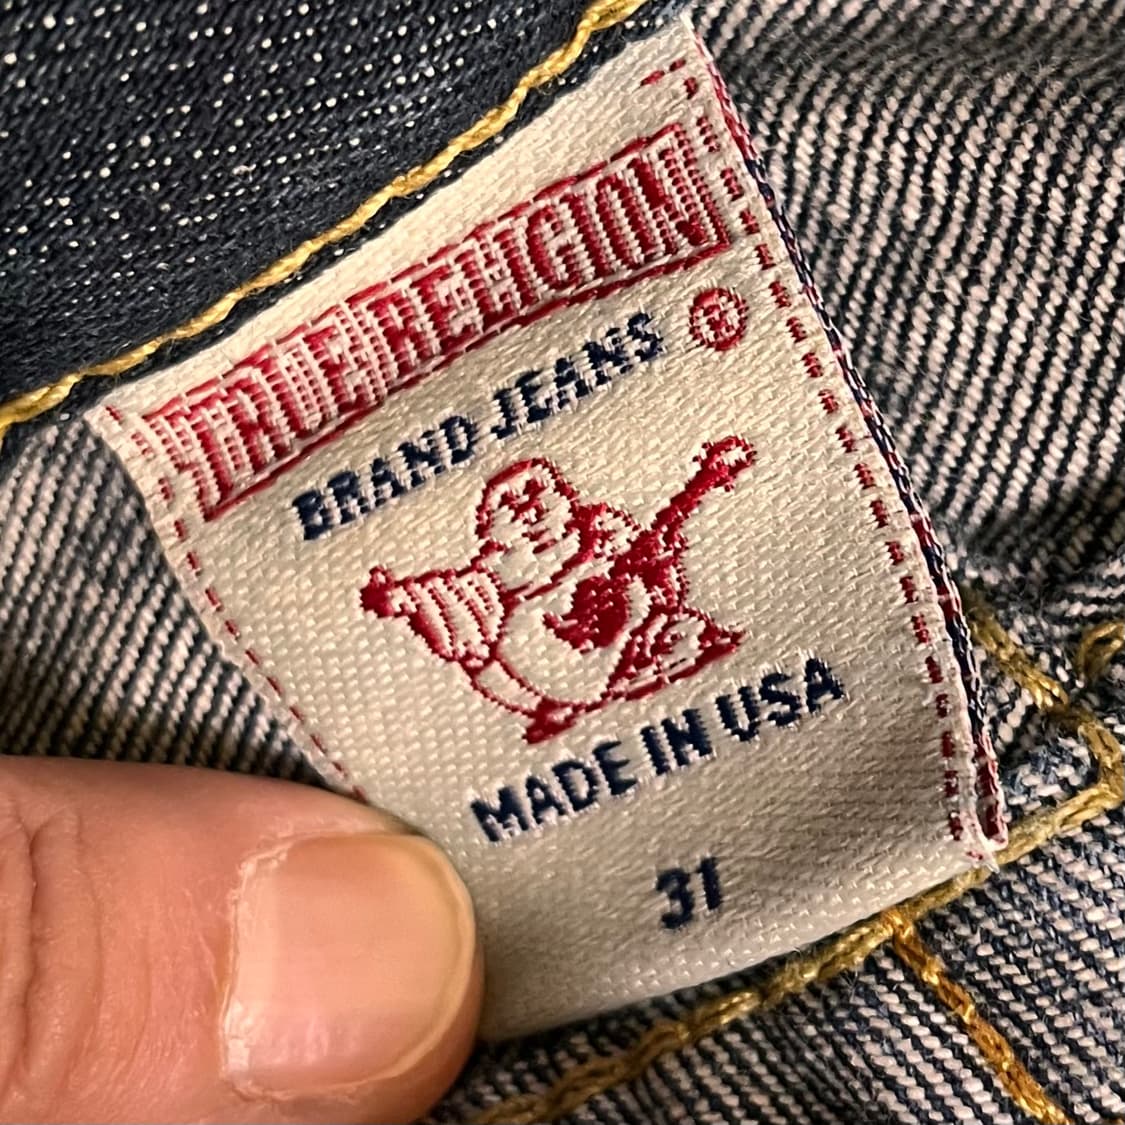 TRUE RELIGION
BRAND JEANS ®
MADE IN USA
31